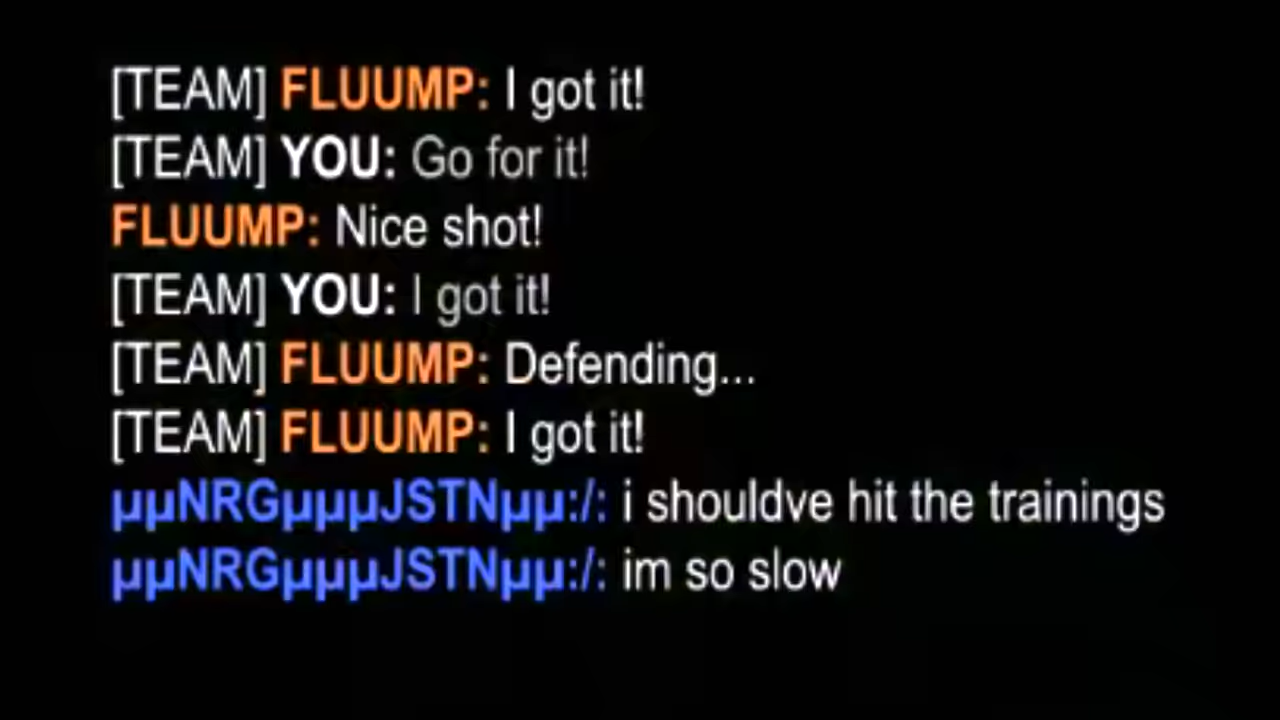 [TEAM] FLUUMP: I got it!
[TEAM] YOU: Go for it!
FLUUMP: Nice shot!
[TEAM] YOU: I got it!
[TEAM] FLUUMP: Defending...
[TEAM] FLUUMP: I got it!
µµNRGµµµJSTNµµ:/: i shouldve hit the trainings
µµNRGµµµJSTNµµ:/: im so slow